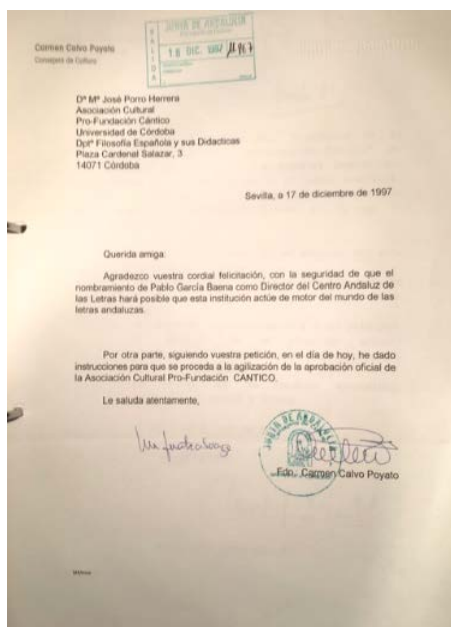 Carmen Calvo Poyato
Consejera de Cultura
JUNTA DE ANDALUCIA
SALIDA
18 DIC. 1997
Dª Mª José Porro Herrera
Asociación Cultural
Pro-Fundación Cántico
Universidad de Córdoba
Dptº Filosofía Española y sus Didacticas
Plaza Cardenal Salazar, 3
14071 Córdoba
Sevilla, a 17 de diciembre de 1997
Querida amiga:
Agradezco vuestra cordial felicitación, con la seguridad de que el
nombramiento de Pablo García Baena como Director del Centro Andaluz de
las Letras hará posible que esta institución actúe de motor del mundo de las
letras andaluzas.
Por otra parte, siguiendo vuestra petición, en el día de hoy, he dado
instrucciones para que se proceda a la agilización de la aprobación oficial de
la Asociación Cultural Pro-Fundación CANTICO.
Le saluda atentamente,
Un fuerte abrazo
JUNTA DE ANDALUCIA
Fdo.: Carmen Calvo Poyato